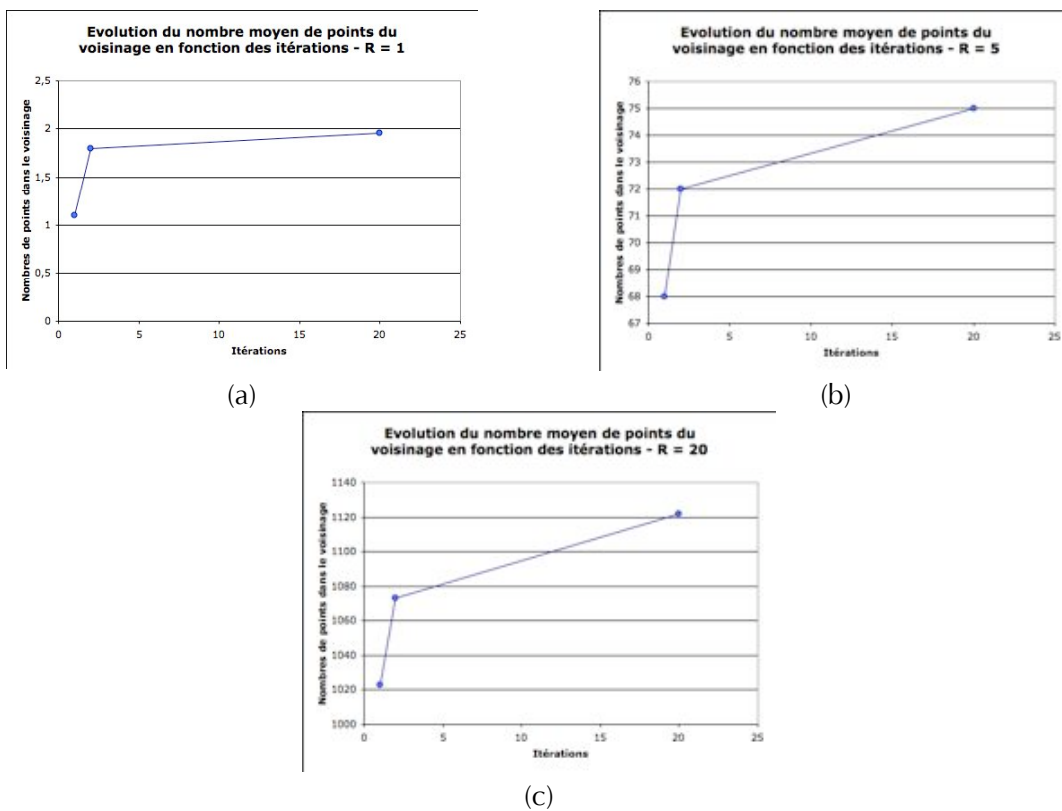 Evolution du nombre moyen de points du
voisinage en fonction des itérations - R = 1
Nombres de points dans le voisinage
2,5
2
1,5
1
0,5
0
0
5
10
15
20
25
Itérations
(a)
Evolution du nombre moyen de points du
voisinage en fonction des itérations - R = 5
Nombres de points dans le voisinage
76
75
74
73
72
71
70
69
68
67
0
5
10
15
20
25
Itérations
(b)
Evolution du nombre moyen de points du
voisinage en fonction des itérations - R = 20
Nombres de points dans le voisinage
1140
1120
1100
1080
1060
1040
1020
1000
0
5
10
15
20
25
Itérations
(c)